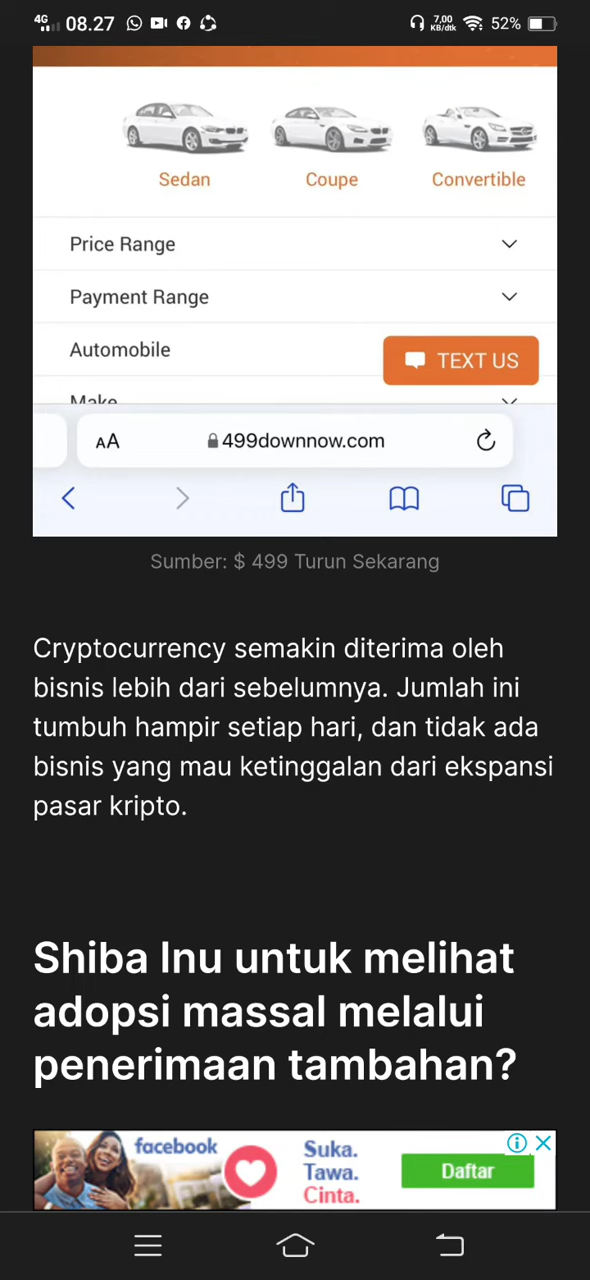 4G 08.27 7,00 KB/dtk 52%
Sedan Coupe Convertible
Price Range
Payment Range
Automobile
TEXT US
Make
AA 499downnow.com
Sumber: $ 499 Turun Sekarang
Cryptocurrency semakin diterima oleh
bisnis lebih dari sebelumnya. Jumlah ini
tumbuh hampir setiap hari, dan tidak ada
bisnis yang mau ketinggalan dari ekspansi
pasar kripto.
Shiba Inu untuk melihat
adopsi massal melalui
penerimaan tambahan?
facebook
Suka.
Tawa.
Cinta.
Daftar